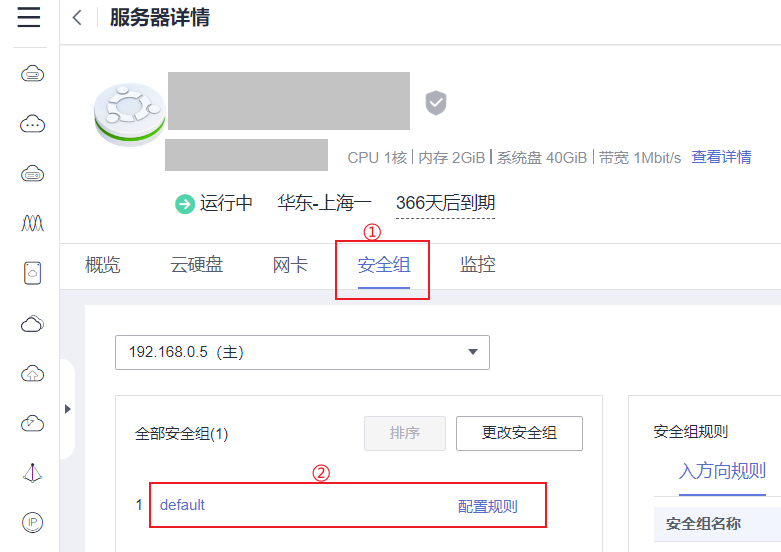 服务器详情
CPU 1核 | 内存 2GiB | 系统盘 40GiB | 带宽 1Mbit/s 查看详情
运行中 华东-上海一 366天后到期
①
概览 云硬盘 网卡 安全组 监控
192.168.0.5（主）
全部安全组(1) 排序 更改安全组
安全组规则
入方向规则
②
1 default 配置规则
安全组名称
IP